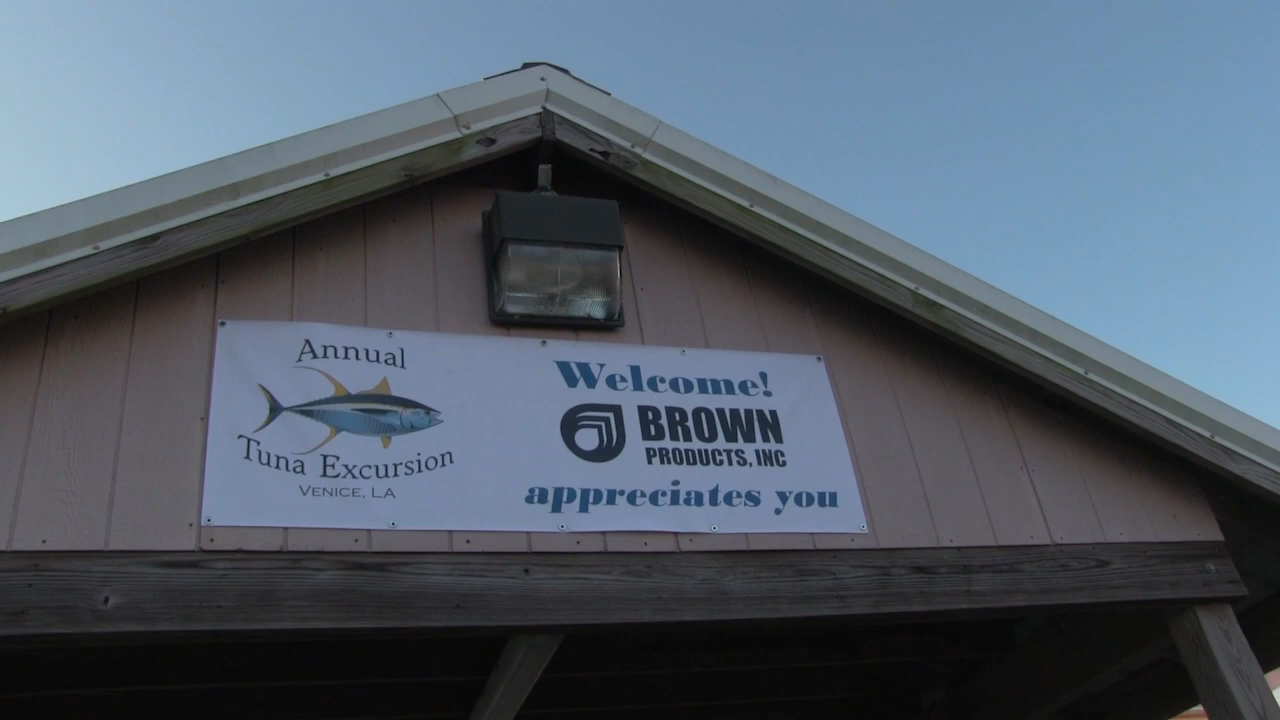 Annual
Tuna Excursion
Venice, LA
Welcome!
BROWN
PRODUCTS, INC
appreciates you